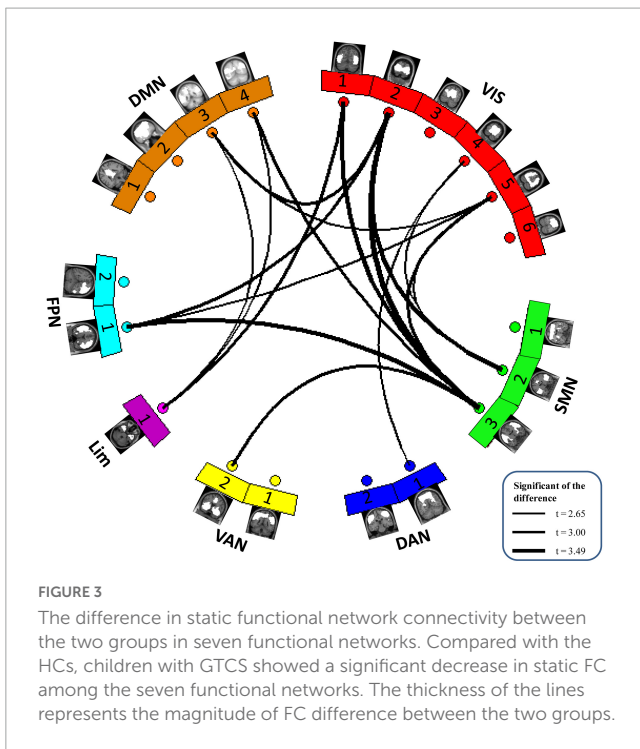 DMN
1
2
3
4
VIS
1
2
3
4
5
6
FPN
2
1
SMN
1
2
3
Lim
1
VAN
2
1
DAN
2
1
Significant of the
difference
t = 2.65
t = 3.00
t = 3.49
FIGURE 3
The difference in static functional network connectivity between
the two groups in seven functional networks. Compared with the
HCs, children with GTCS showed a significant decrease in static FC
among the seven functional networks. The thickness of the lines
represents the magnitude of FC difference between the two groups.